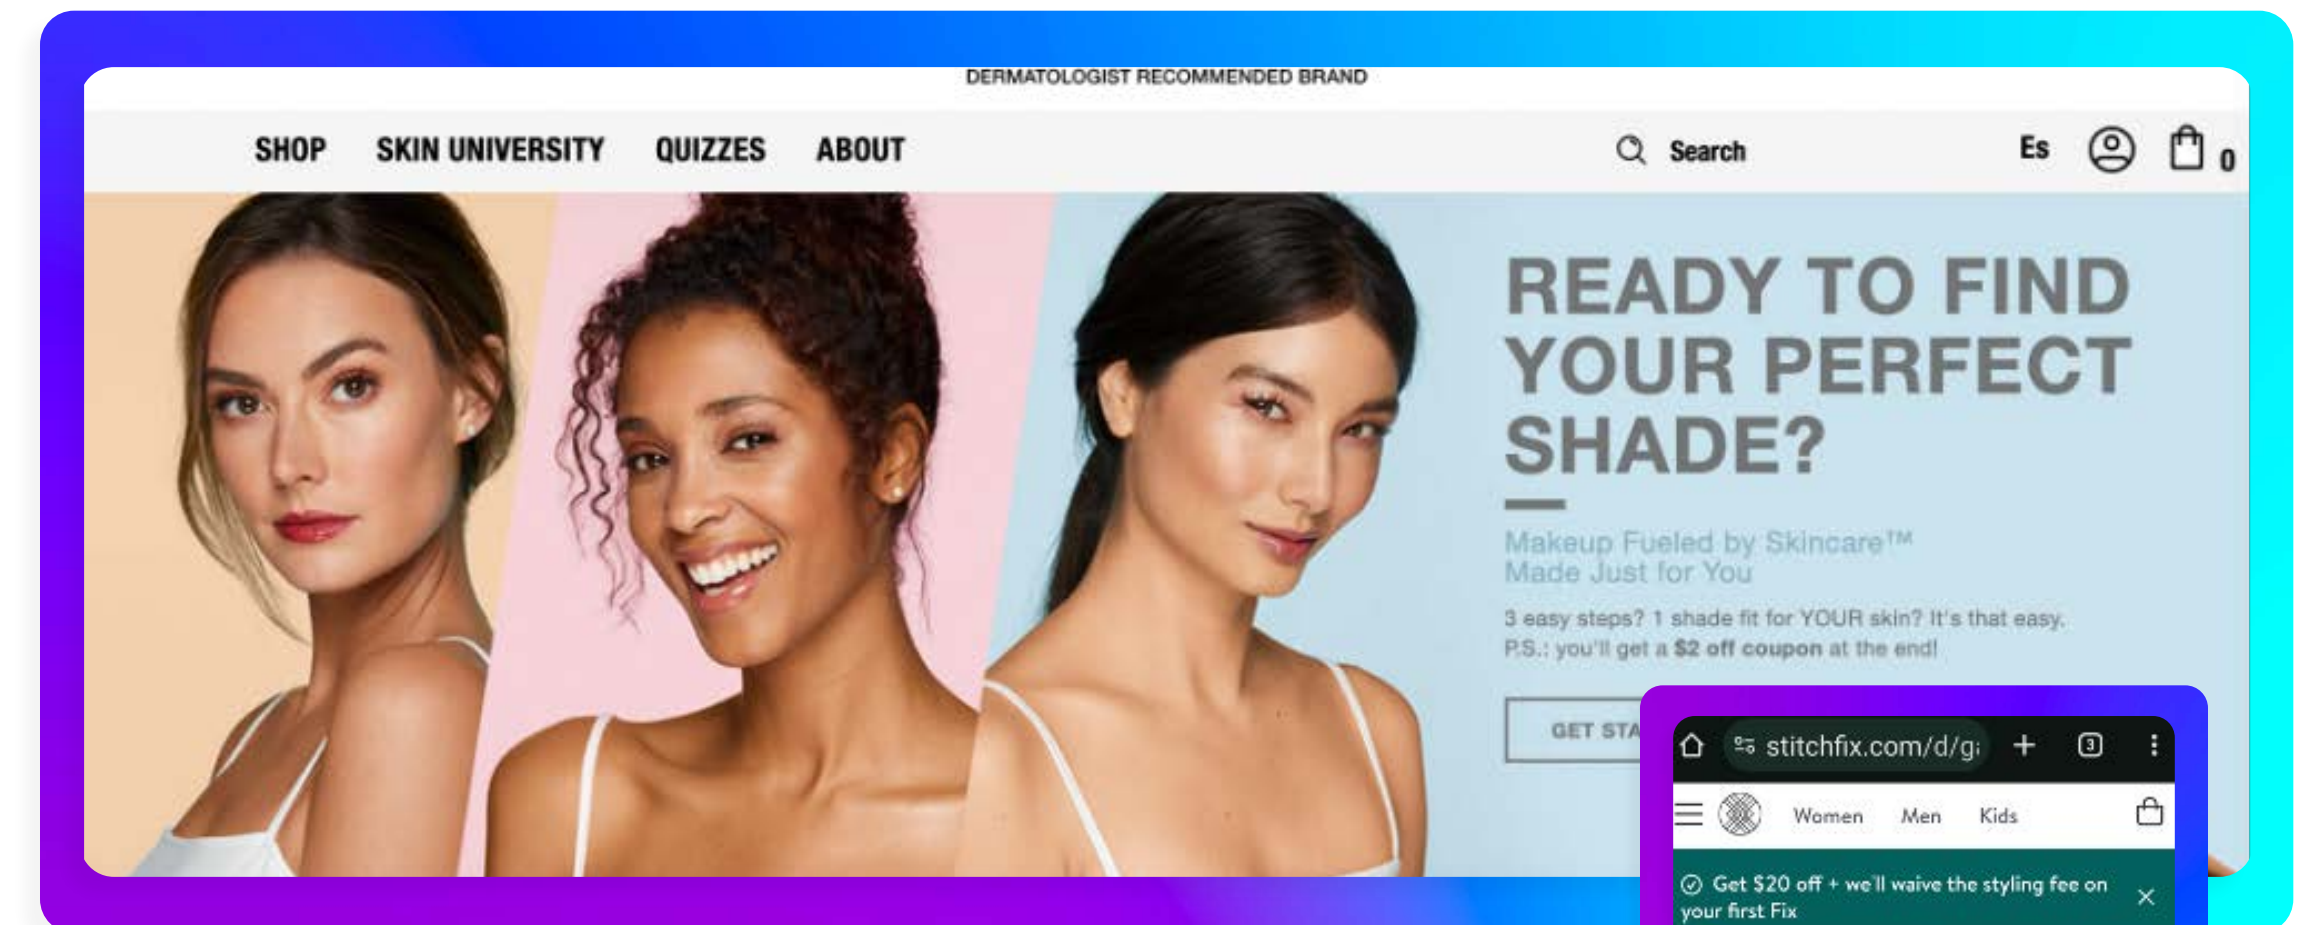 DERMATOLOGIST RECOMMENDED BRAND
SHOP SKIN UNIVERSITY QUIZZES ABOUT Search Es 0
READY TO FIND
YOUR PERFECT
SHADE?
Makeup Fueled by Skincare™
Made Just for You
3 easy steps? 1 shade fit for YOUR skin? It's that easy.
P.S.: you'll get a $2 off coupon at the end!
GET STA
stitchfix.com/d/gi 3
Women Men Kids
Get $20 off + we'll waive the styling fee on
your first Fix